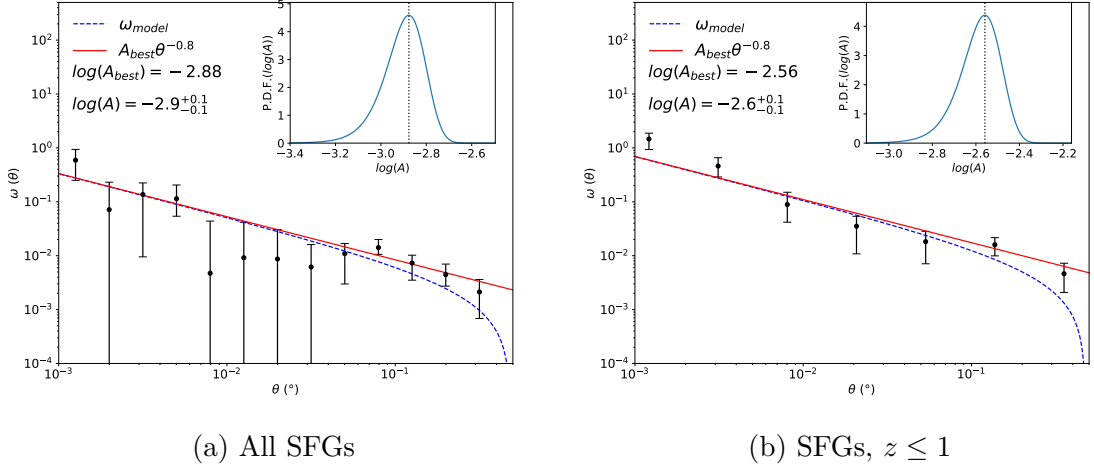 ω_model
A_best θ^−0.8
log(A_best) = −2.88
log(A) = −2.9^+0.1_−0.1
10^2
10^1
10^0
10^−1
10^−2
10^−3
10^−4
ω (θ)
10^−3
10^−2
10^−1
θ (°)
5
4
3
2
1
0
P.D.F.(log(A))
−3.4 −3.2 −3.0 −2.8 −2.6
log(A)
ω_model
A_best θ^−0.8
log(A_best) = −2.56
log(A) = −2.6^+0.1_−0.1
10^2
10^1
10^0
10^−1
10^−2
10^−3
10^−4
ω (θ)
10^−3
10^−2
10^−1
θ (°)
4
2
0
P.D.F.(log(A))
−3.0 −2.8 −2.6 −2.4 −2.2
log(A)
(a) All SFGs
(b) SFGs, z ≤ 1